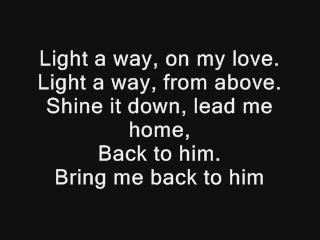 Light a way, on my love.
Light a way, from above.
Shine it down, lead me
home,
Back to him.
Bring me back to him